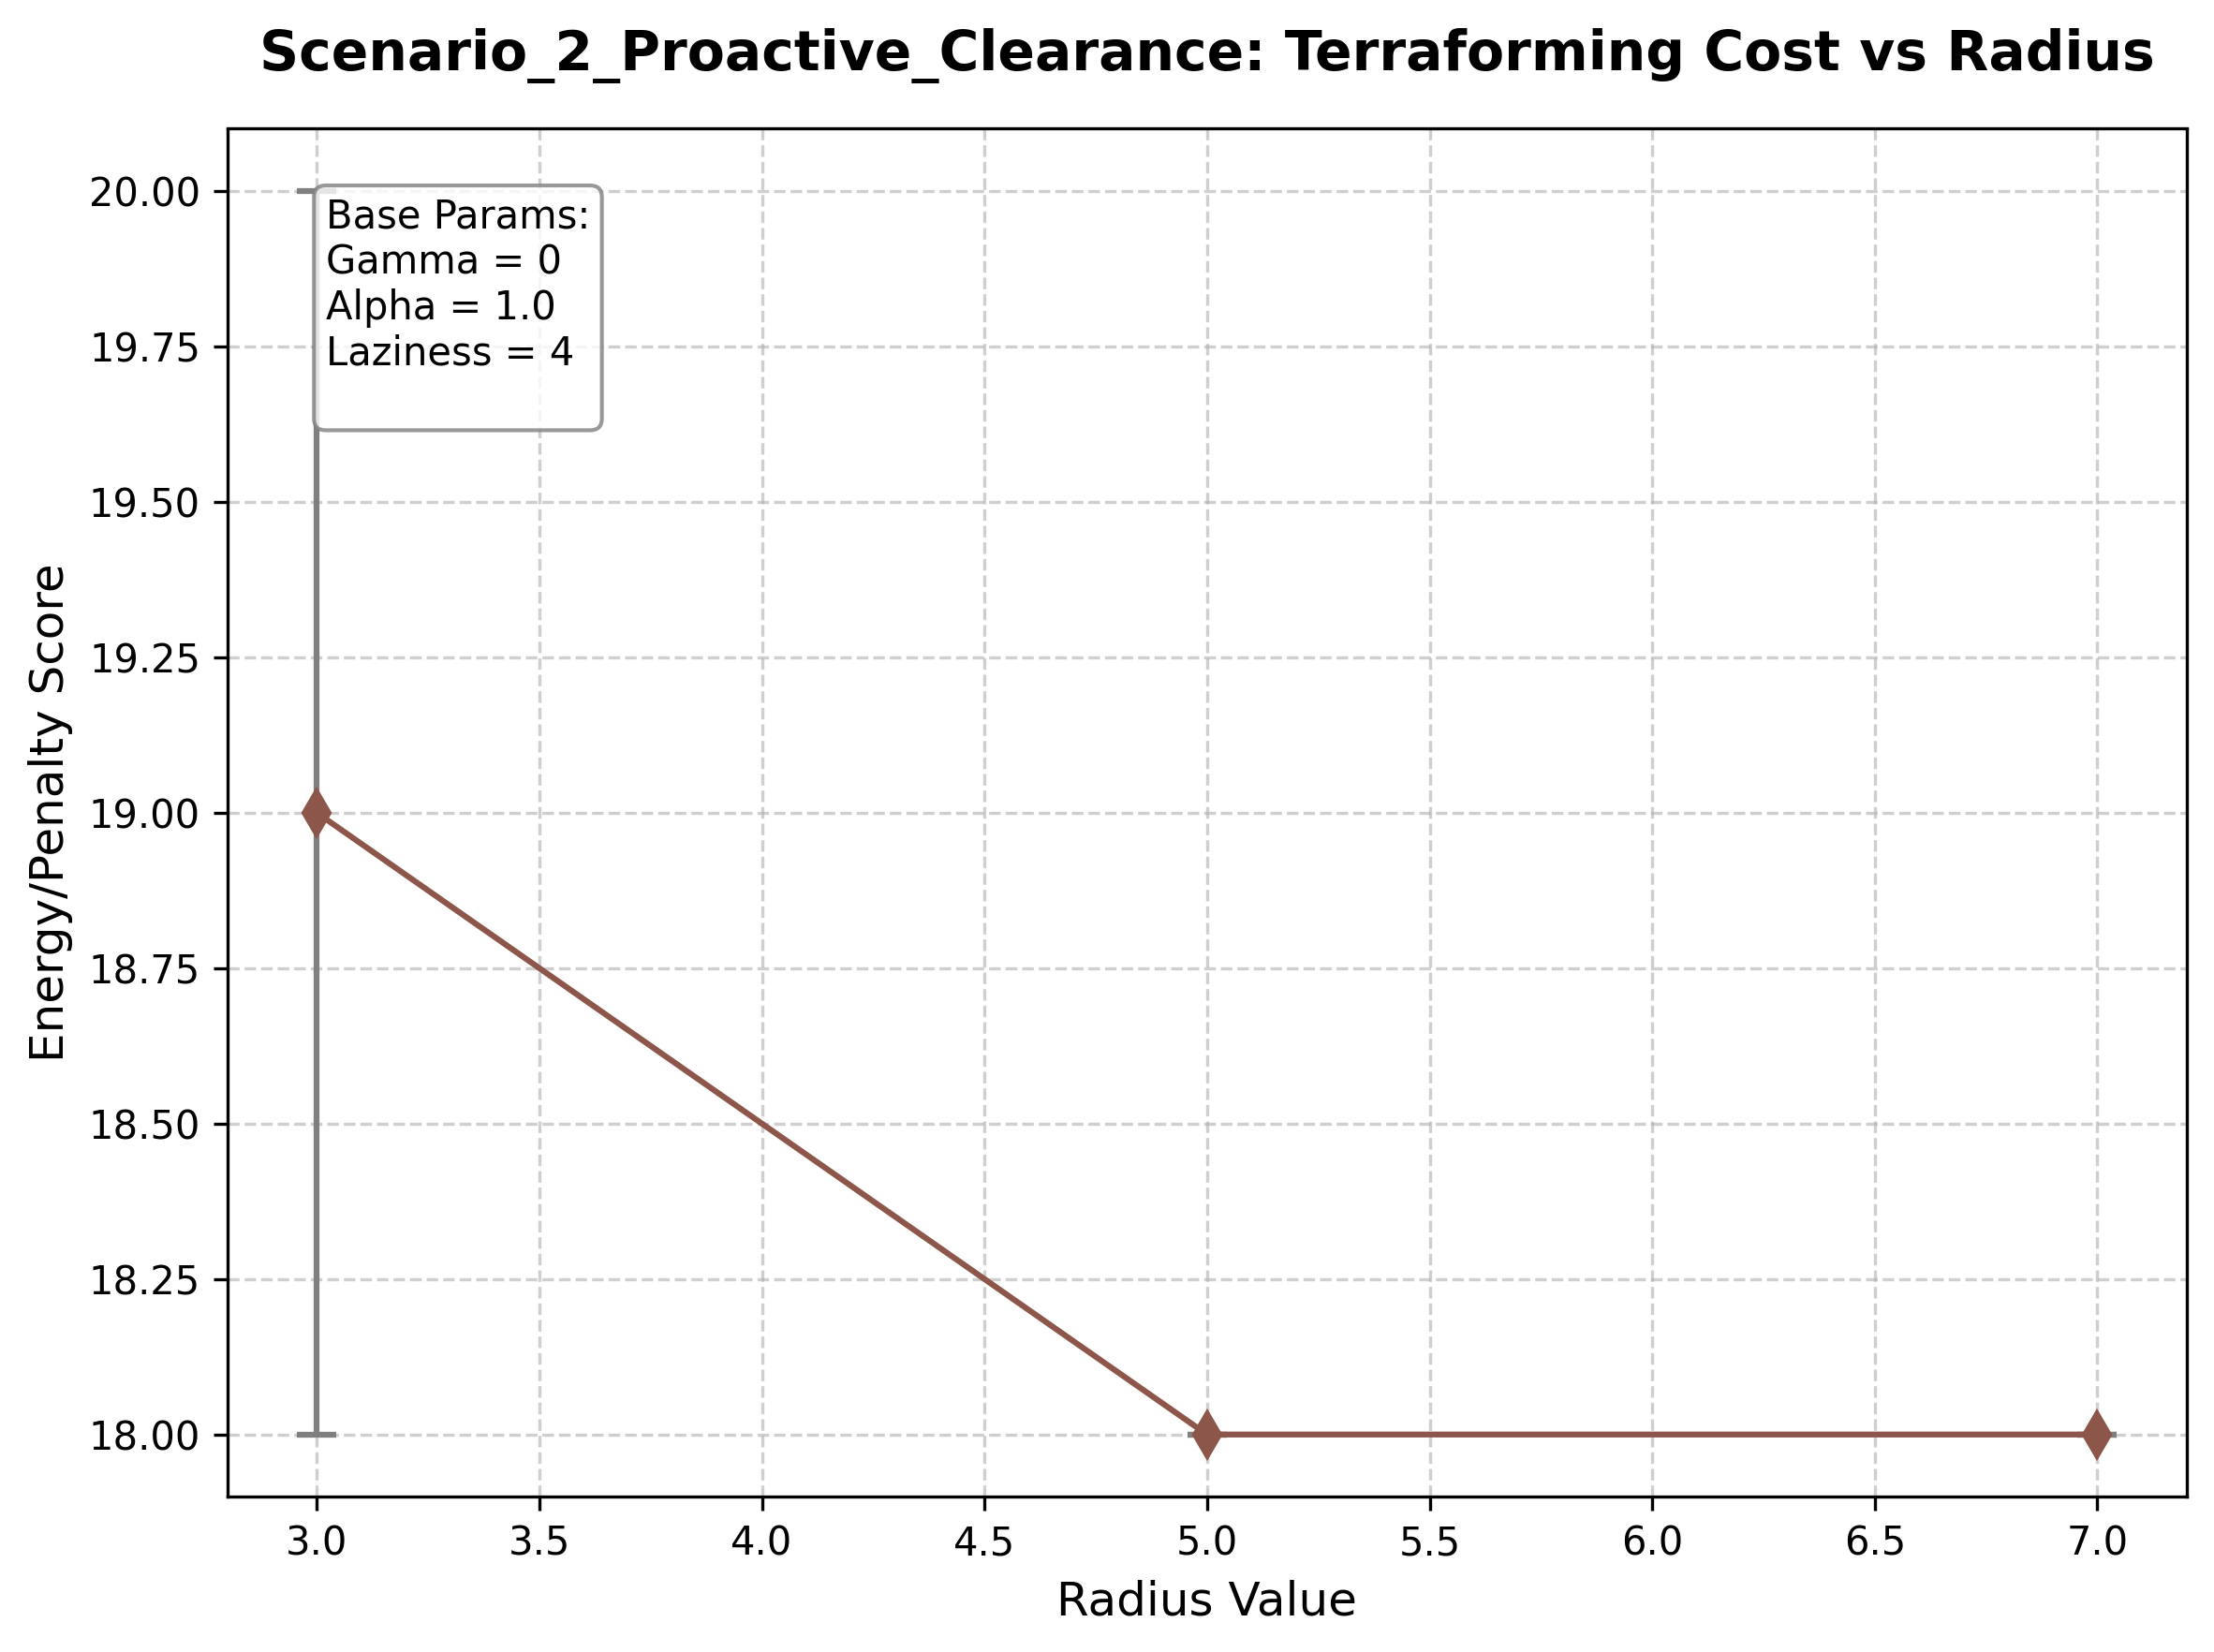 Scenario_2_Proactive_Clearance: Terraforming Cost vs Radius
20.00
19.75
19.50
19.25
19.00
18.75
18.50
18.25
18.00
Energy/Penalty Score
Base Params:
Gamma = 0
Alpha = 1.0
Laziness = 4
3.0 3.5 4.0 4.5 5.0 5.5 6.0 6.5 7.0
Radius Value